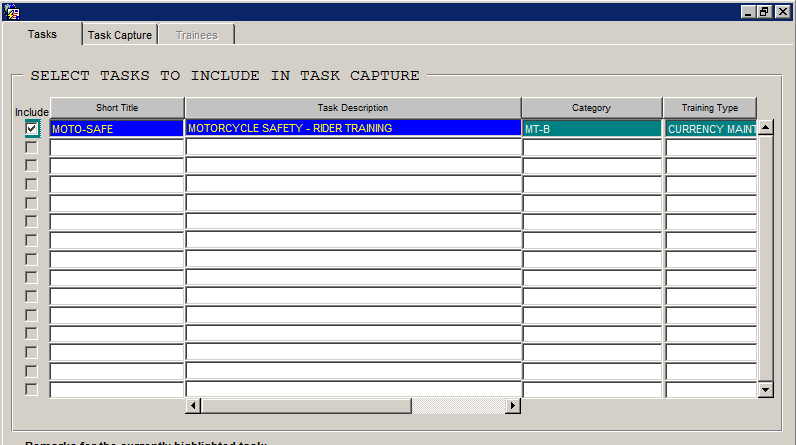 Tasks Task Capture Trainees
SELECT TASKS TO INCLUDE IN TASK CAPTURE
Include Short Title Task Description Category Training Type
MOTO-SAFE MOTORCYCLE SAFETY - RIDER TRAINING MT-B CURRENCY MAINT
Remarks for the currently highlighted task: